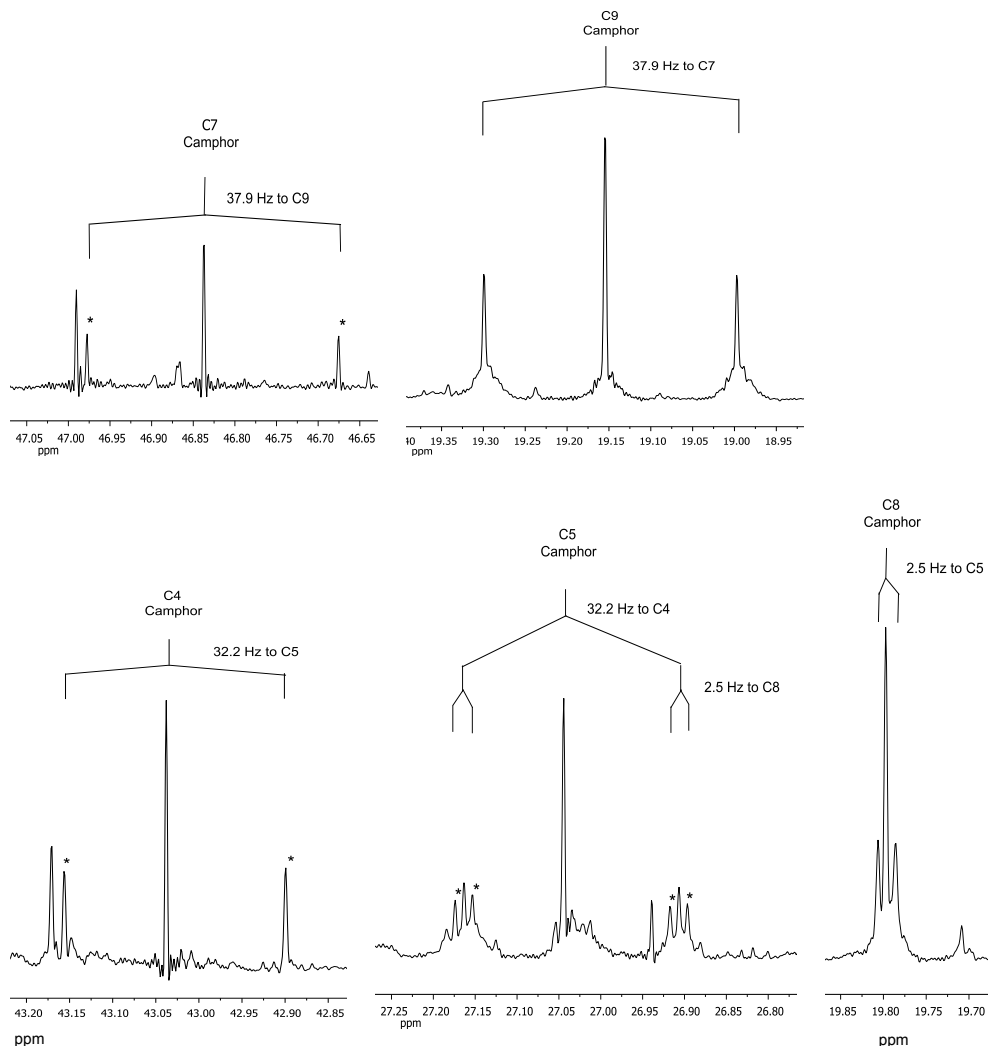 C9
Camphor
37.9 Hz to C7
C7
Camphor
37.9 Hz to C9
*
*
47.05 47.00 46.95 46.90 46.85 46.80 46.75 46.70 46.65
ppm
40 19.35 19.30 19.25 19.20 19.15 19.10 19.05 19.00 18.95
ppm
C8
Camphor
2.5 Hz to C5
C5
Camphor
32.2 Hz to C4
2.5 Hz to C8
C4
Camphor
32.2 Hz to C5
*
*
*
*
*
*
43.20 43.15 43.10 43.05 43.00 42.95 42.90 42.85
ppm
27.25 27.20 27.15 27.10 27.05 27.00 26.95 26.90 26.85 26.80
ppm
19.85 19.80 19.75 19.70
ppm